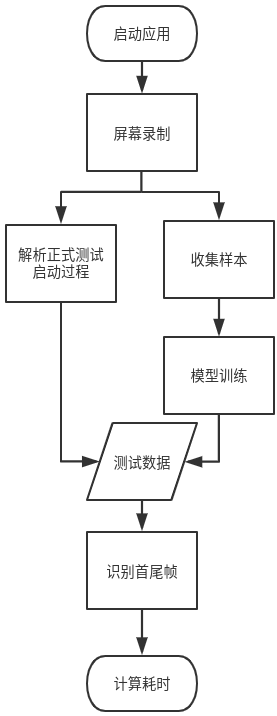 启动应用
屏幕录制
解析正式测试
启动过程
收集样本
模型训练
测试数据
识别首尾帧
计算耗时